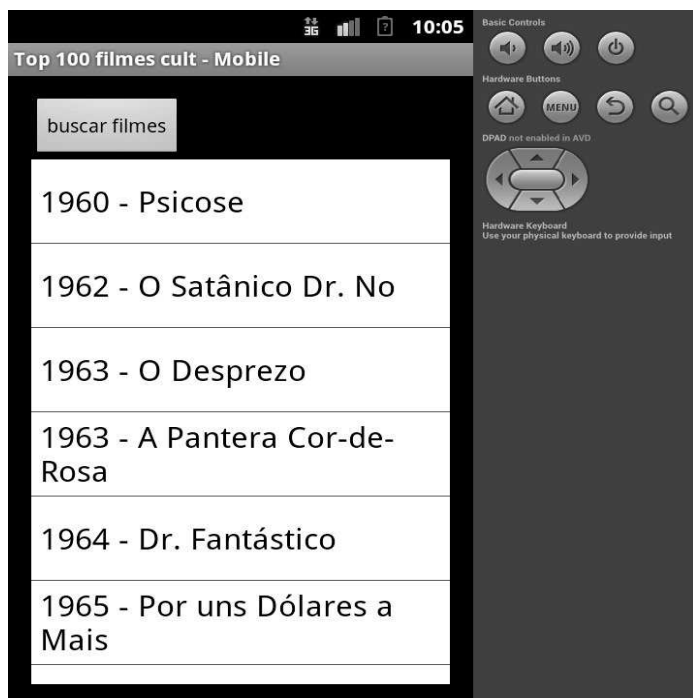 3G
10:05
Top 100 filmes cult - Mobile
buscar filmes
1960 - Psicose
1962 - O Satânico Dr. No
1963 - O Desprezo
1963 - A Pantera Cor-de-
Rosa
1964 - Dr. Fantástico
1965 - Por uns Dólares a
Mais
Basic Controls
Hardware Buttons
MENU
DPAD not enabled in AVD
Hardware Keyboard
Use your physical keyboard to provide input